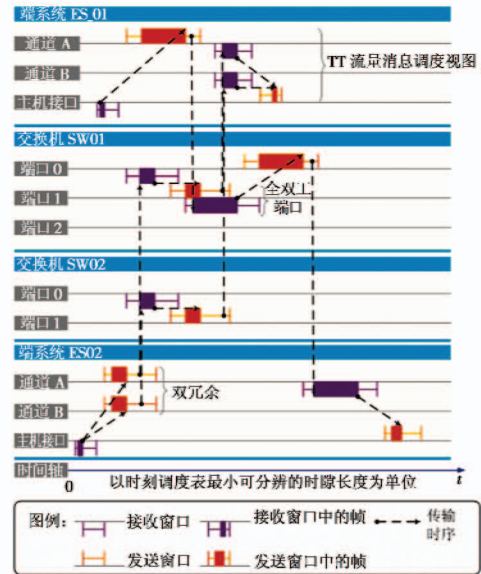 端系统 ES_01
通道 A
通道 B
主机接口
TT 流量消息调度视图
交换机 SW01
端口 0
端口 1
端口 2
全双工
端口
交换机 SW02
端口 0
端口 1
端系统 ES02
通道 A
通道 B
主机接口
双冗余
时间轴
0
t
以时刻调度表最小可分辨的时隙长度为单位
图例:
接收窗口
接收窗口中的帧
传输
时序
发送窗口
发送窗口中的帧